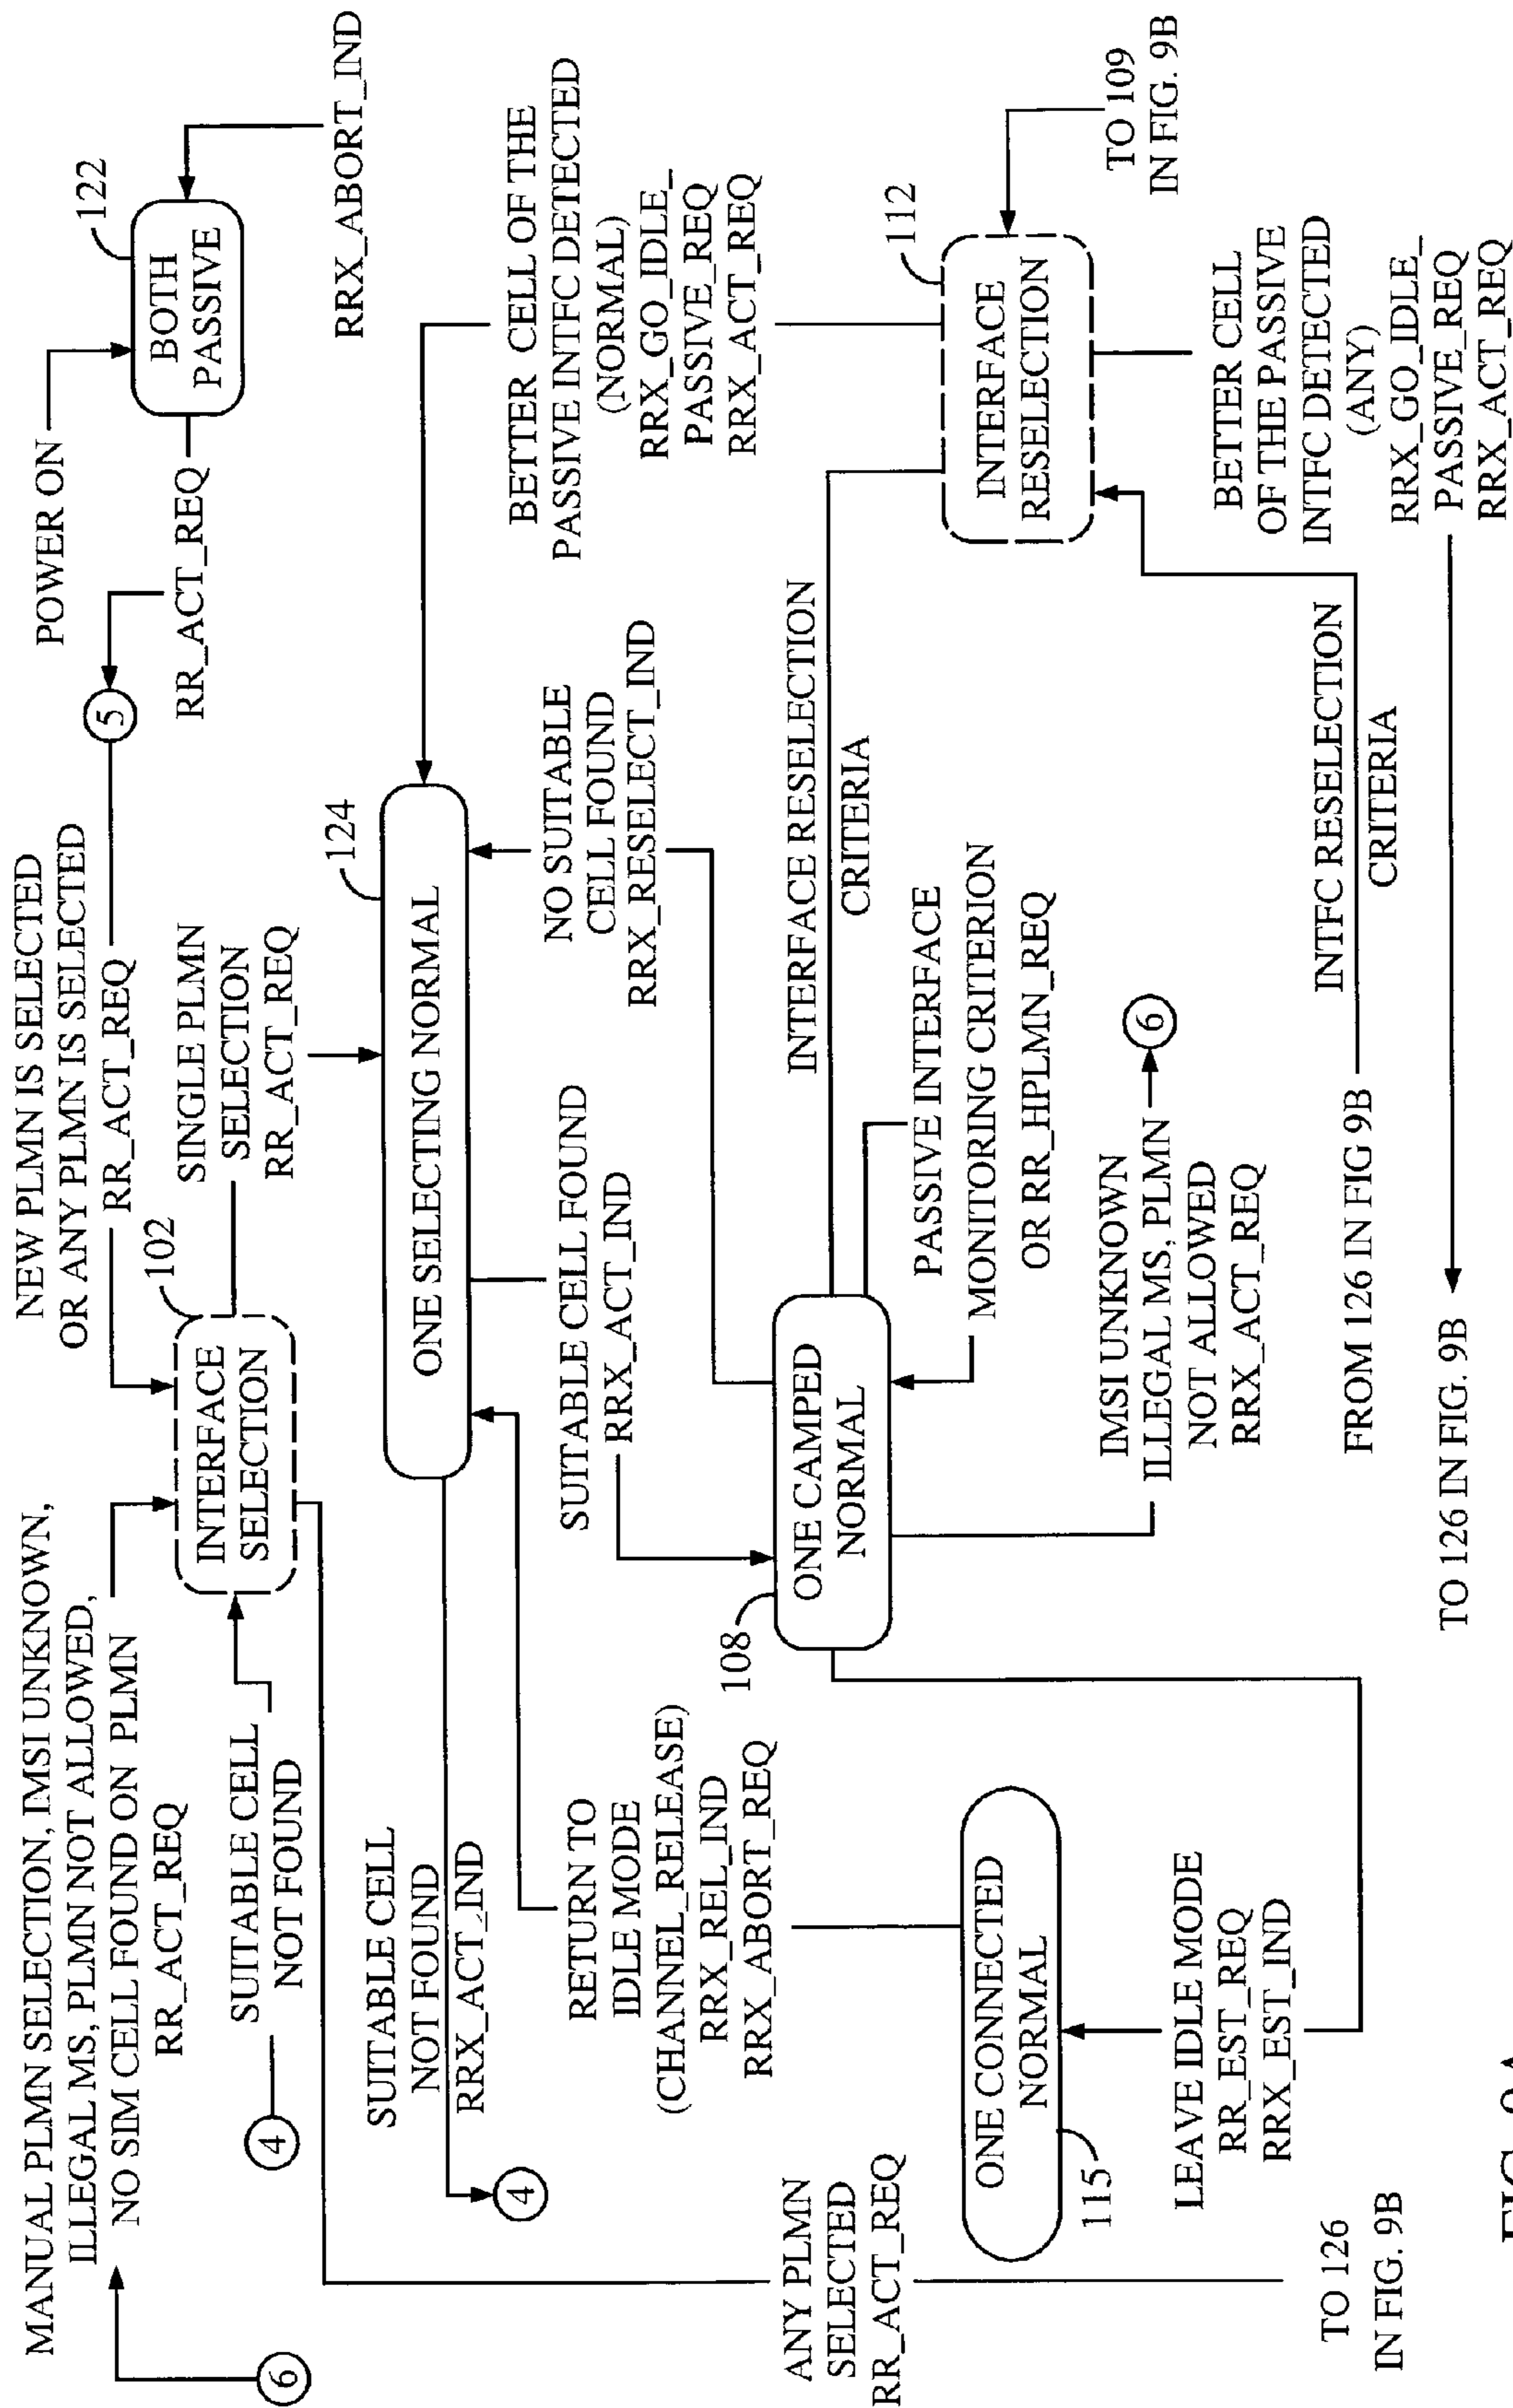 MANUAL PLMN SELECTION, IMSI UNKNOWN,
ILLEGAL MS, PLMN NOT ALLOWED,
NO SIM CELL FOUND ON PLMN
RR_ACT_REQ
6
4
SUITABLE CELL
NOT FOUND
102
INTERFACE
SELECTION
NEW PLMN IS SELECTED
OR ANY PLMN IS SELECTED
RR_ACT_REQ
5
RR_ACT_REQ
POWER ON
122
BOTH
PASSIVE
RRX_ABORT_IND
SINGLE PLMN
SELECTION
RR_ACT_REQ
124
ONE SELECTING NORMAL
SUITABLE CELL
NOT FOUND
RRX_ACT_IND
4
RETURN TO
IDLE MODE
(CHANNEL_RELEASE)
RRX_REL_IND
RRX_ABORT_REQ
SUITABLE CELL FOUND
RRX_ACT_IND
NO SUITABLE
CELL FOUND
RRX_RESELECT_IND
BETTER CELL OF THE
PASSIVE INTFC DETECTED
(NORMAL)
RRX_GO_IDLE_
PASSIVE_REQ
RRX_ACT_REQ
ANY PLMN
SELECTED
RR_ACT_REQ
108
ONE CAMPED
NORMAL
INTERFACE RESELECTION
CRITERIA
PASSIVE INTERFACE
MONITORING CRITERION
OR RR_HPLMN_REQ
112
INTERFACE
RESELECTION
TO 109
IN FIG. 9B
ONE CONNECTED
NORMAL
115
IMSI UNKNOWN
ILLEGAL MS, PLMN
NOT ALLOWED
RRX_ACT_REQ
6
LEAVE IDLE MODE
RR_EST_REQ
RRX_EST_IND
BETTER CELL
OF THE PASSIVE
INTFC DETECTED
(ANY)
RRX_GO_IDLE_
PASSIVE_REQ
RRX_ACT_REQ
TO 126
IN FIG. 9B
FROM 126 IN FIG 9B
INTFC RESELECTION
CRITERIA
TO 126 IN FIG. 9B